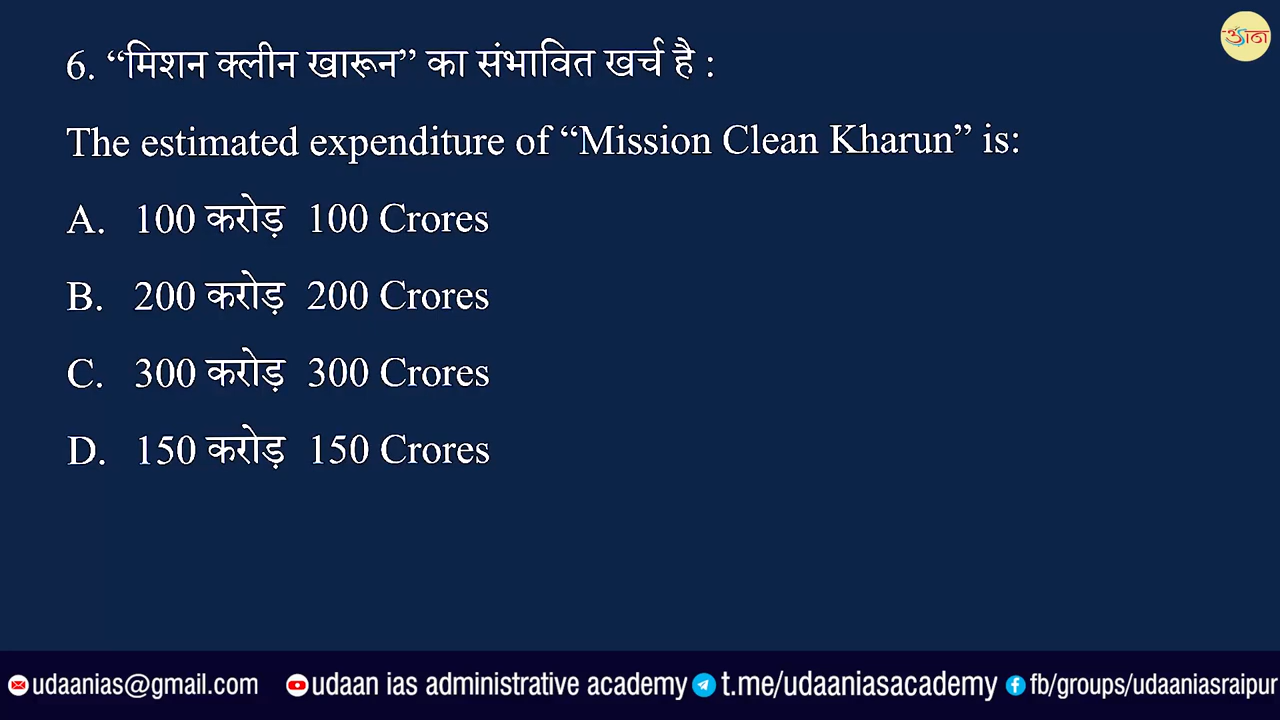 उड़ान
6. “मिशन क्लीन खारून” का संभावित खर्च है :
The estimated expenditure of “Mission Clean Kharun” is:
A. 100 करोड़ 100 Crores
B. 200 करोड़ 200 Crores
C. 300 करोड़ 300 Crores
D. 150 करोड़ 150 Crores
udaanias@gmail.com udaan ias administrative academy t.me/udaaniasacademy fb/groups/udaaniasraipur